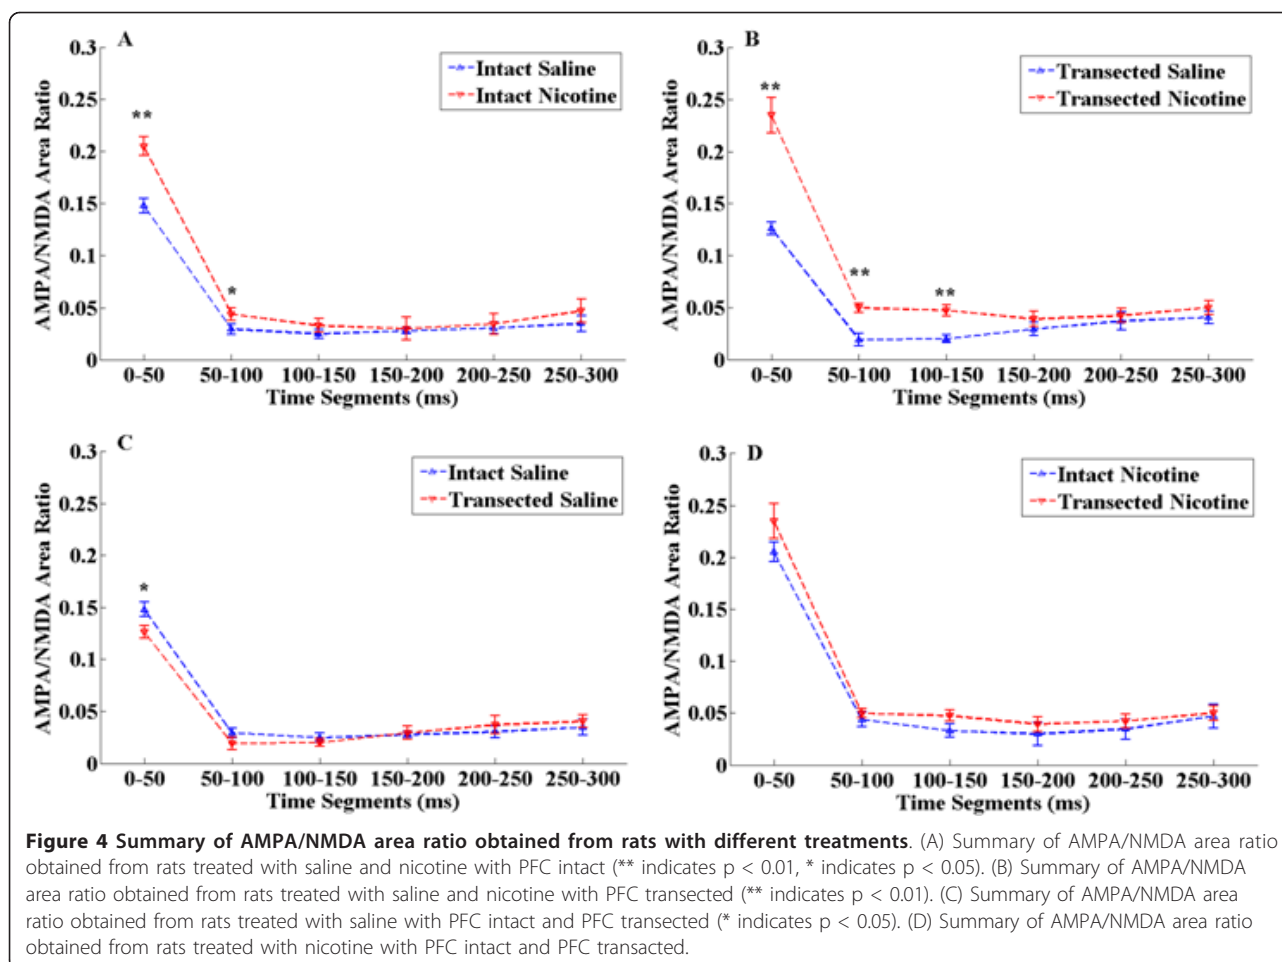 A
0.3
0.25
0.2
0.15
0.1
0.05
0
AMPA/NMDA Area Ratio
Intact Saline
Intact Nicotine
**
*
0-50 50-100 100-150 150-200 200-250 250-300
Time Segments (ms)
B
0.3
0.25
0.2
0.15
0.1
0.05
0
AMPA/NMDA Area Ratio
Transected Saline
Transected Nicotine
**
**
**
0-50 50-100 100-150 150-200 200-250 250-300
Time Segments (ms)
C
0.3
0.25
0.2
0.15
0.1
0.05
0
AMPA/NMDA Area Ratio
Intact Saline
Transected Saline
*
0-50 50-100 100-150 150-200 200-250 250-300
Time Segments (ms)
D
0.3
0.25
0.2
0.15
0.1
0.05
0
AMPA/NMDA Area Ratio
Intact Nicotine
Transected Nicotine
0-50 50-100 100-150 150-200 200-250 250-300
Time Segments (ms)
Figure 4 Summary of AMPA/NMDA area ratio obtained from rats with different treatments. (A) Summary of AMPA/NMDA area ratio
obtained from rats treated with saline and nicotine with PFC intact (** indicates p < 0.01, * indicates p < 0.05). (B) Summary of AMPA/NMDA
area ratio obtained from rats treated with saline and nicotine with PFC transected (** indicates p < 0.01). (C) Summary of AMPA/NMDA area
ratio obtained from rats treated with saline with PFC intact and PFC transected (* indicates p < 0.05). (D) Summary of AMPA/NMDA area ratio
obtained from rats treated with nicotine with PFC intact and PFC transacted.